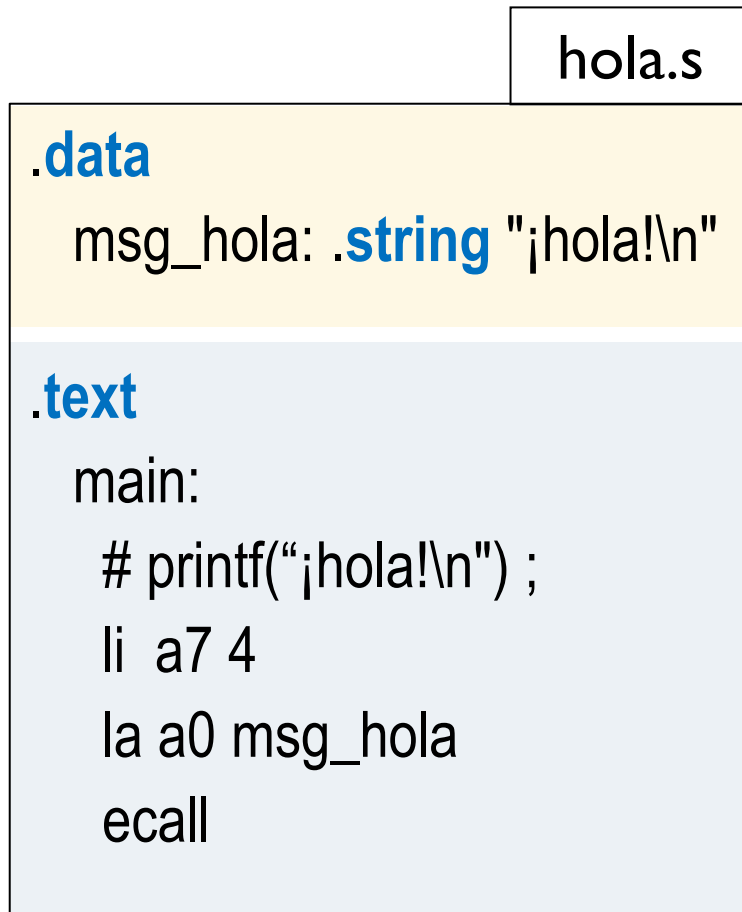 hola.s
.data
msg_hola: .string "¡hola!\n"
.text
main:
# printf(“¡hola!\n") ;
li  a7 4
la a0 msg_hola
ecall